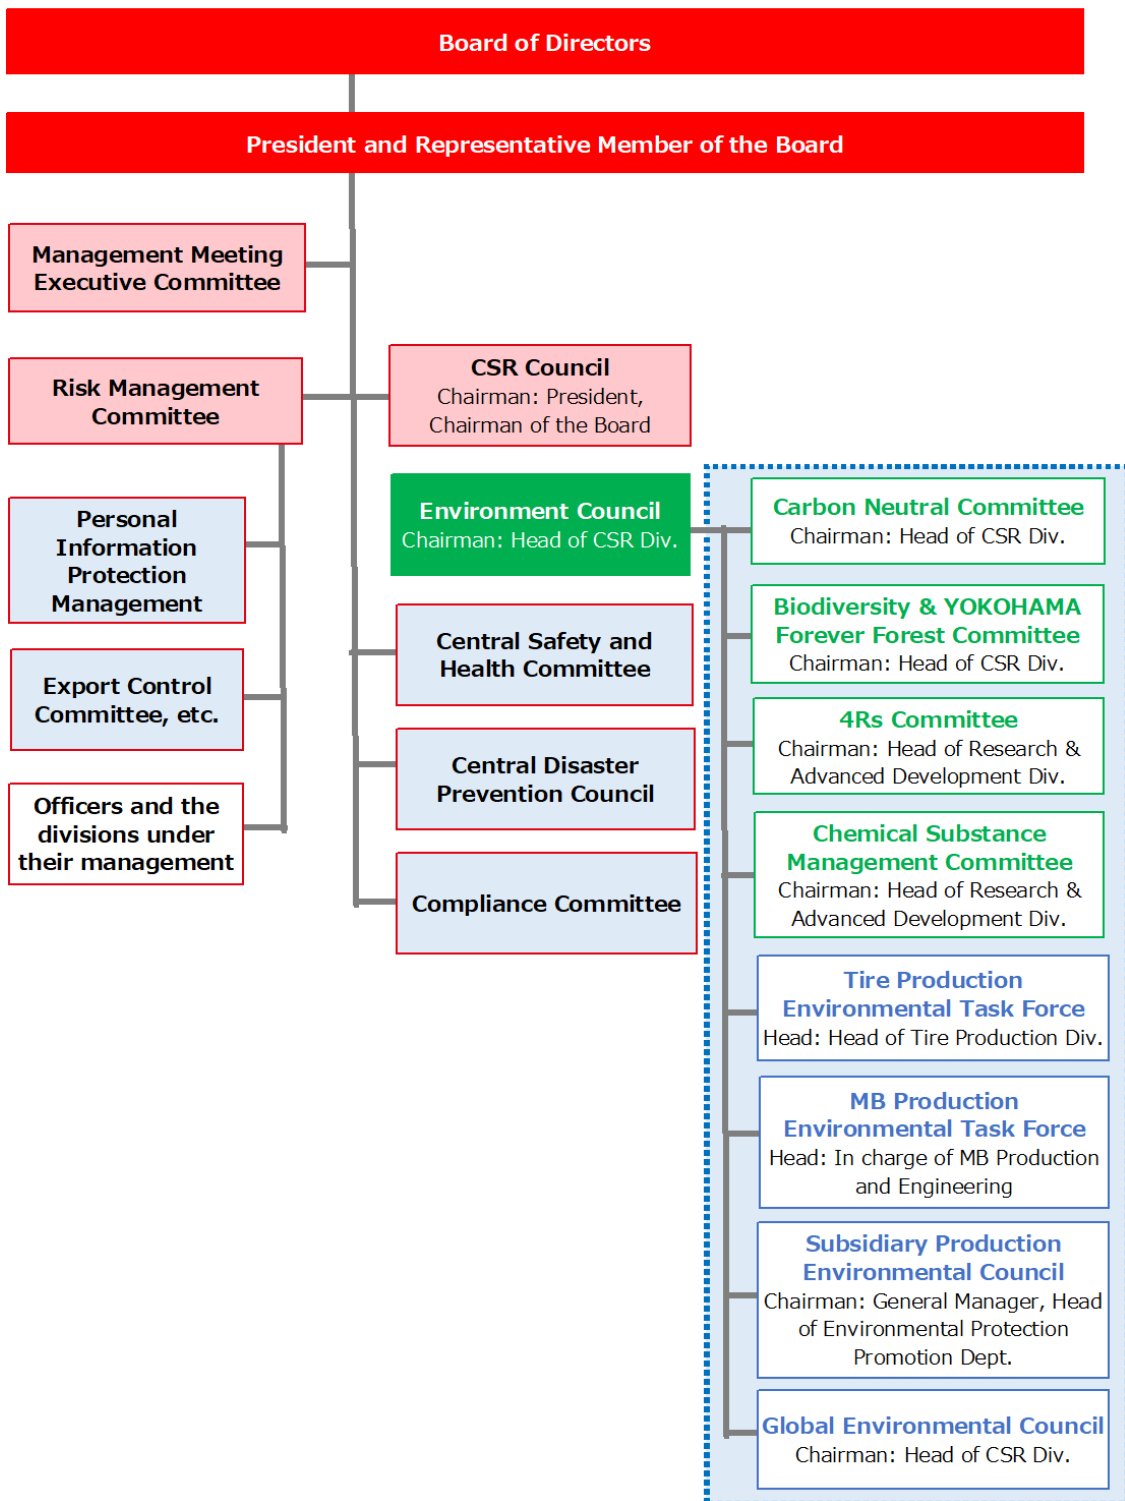 Board of Directors
President and Representative Member of the Board
Management Meeting
Executive Committee
Risk Management
Committee
CSR Council
Chairman: President,
Chairman of the Board
Personal
Information
Protection
Management
Export Control
Committee, etc.
Officers and the
divisions under
their management
Environment Council
Chairman: Head of CSR Div.
Central Safety and
Health Committee
Central Disaster
Prevention Council
Compliance Committee
Carbon Neutral Committee
Chairman: Head of CSR Div.
Biodiversity & YOKOHAMA
Forever Forest Committee
Chairman: Head of CSR Div.
4Rs Committee
Chairman: Head of Research &
Advanced Development Div.
Chemical Substance
Management Committee
Chairman: Head of Research &
Advanced Development Div.
Tire Production
Environmental Task Force
Head: Head of Tire Production Div.
MB Production
Environmental Task Force
Head: In charge of MB Production
and Engineering
Subsidiary Production
Environmental Council
Chairman: General Manager, Head
of Environmental Protection
Promotion Dept.
Global Environmental Council
Chairman: Head of CSR Div.